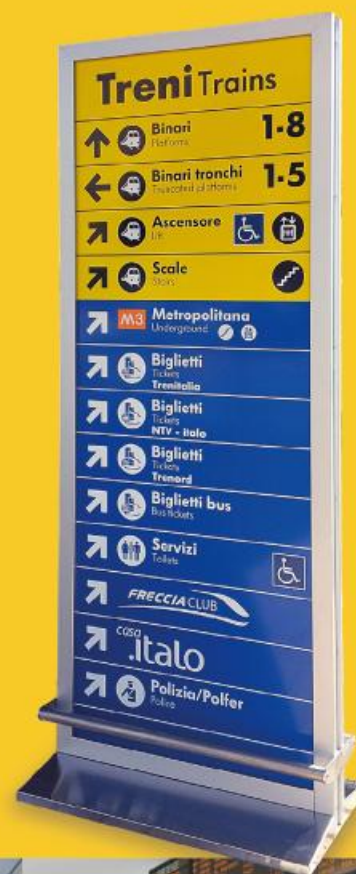 Treni Trains
Binari 1-8
Platforms
Binari tronchi 1-5
Truncated platforms
Ascensore
Lift
Scale
Stairs
M3 Metropolitana
Underground
Biglietti
Tickets
Trenitalia
Biglietti
Tickets
NTV - italo
Biglietti
Tickets
Trenord
Biglietti bus
Bus tickets
Servizi
Toilets
FRECCIACLUB
casa
.italo
Polizia/Polfer
Police